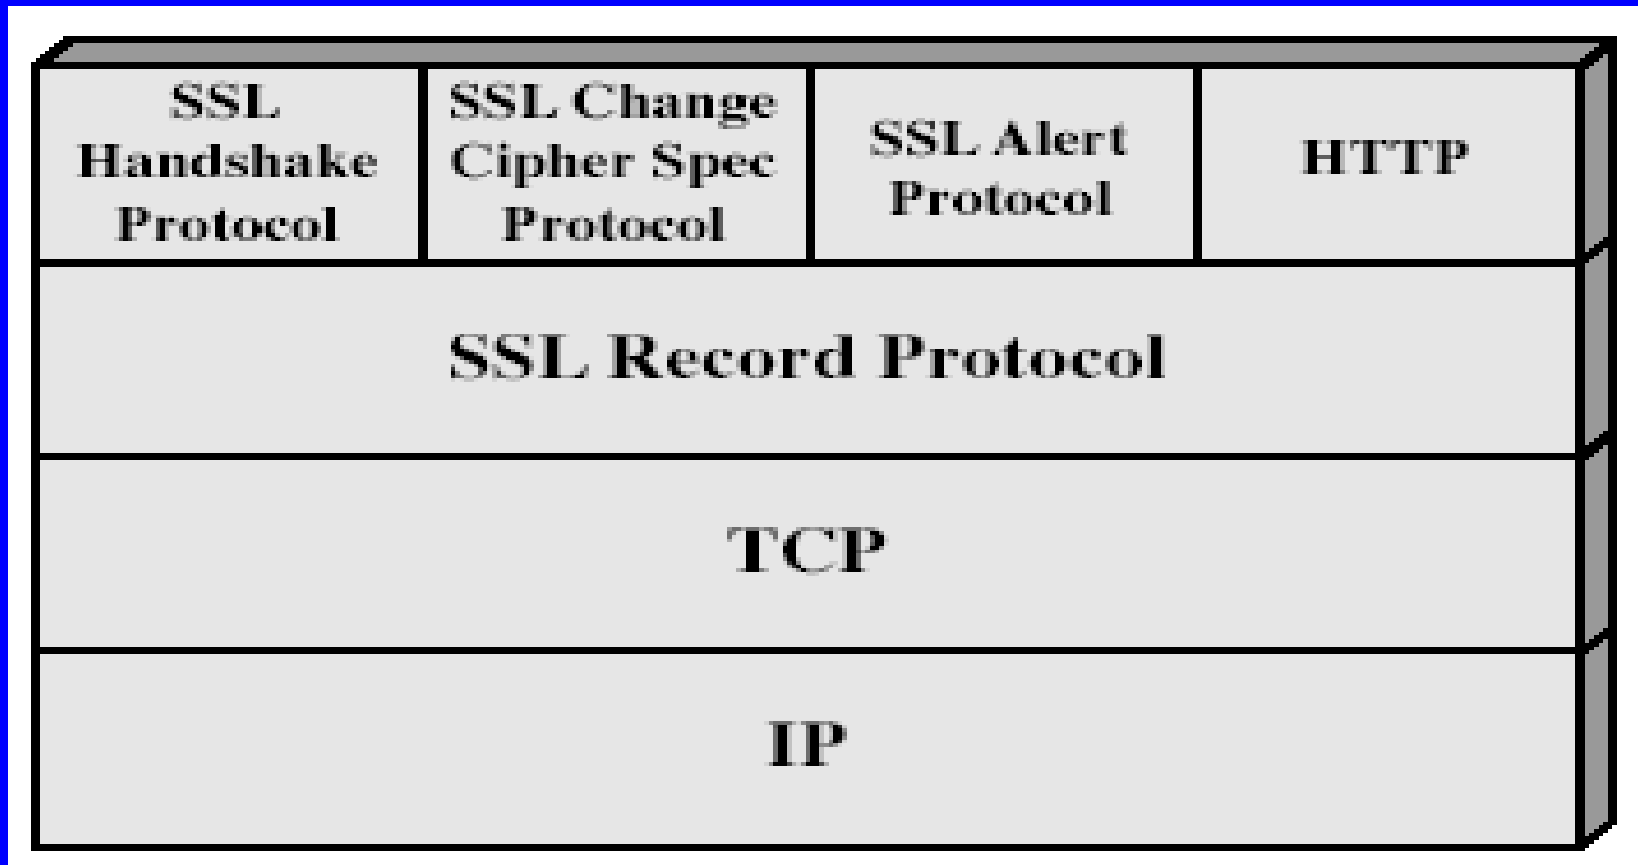 SSL
Handshake
Protocol
SSL Change
Cipher Spec
Protocol
SSL Alert
Protocol
HTTP
SSL Record Protocol
TCP
IP